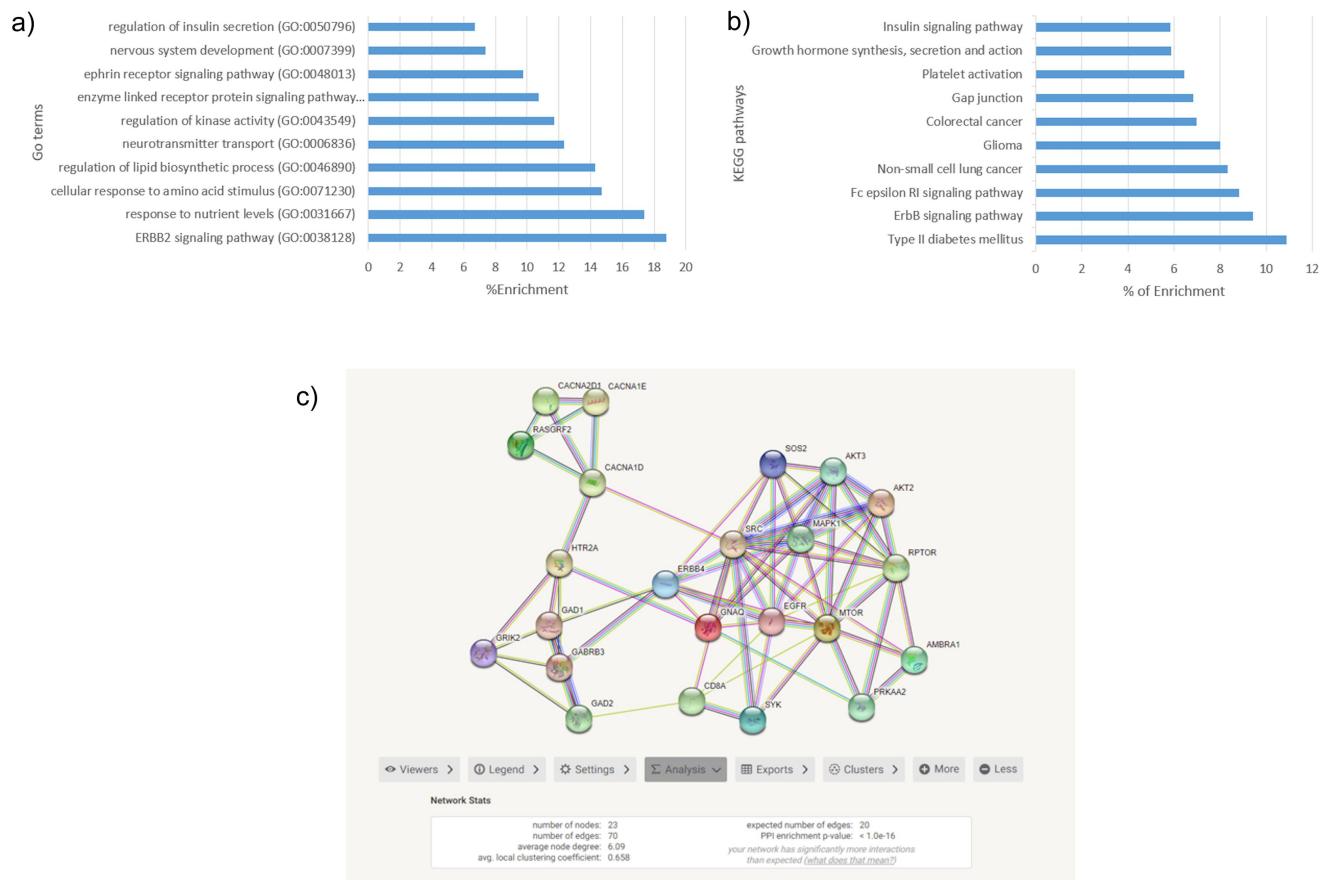 a)
Go terms
regulation of insulin secretion (GO:0050796)
nervous system development (GO:0007399)
ephrin receptor signaling pathway (GO:0048013)
enzyme linked receptor protein signaling pathway...
regulation of kinase activity (GO:0043549)
neurotransmitter transport (GO:0006836)
regulation of lipid biosynthetic process (GO:0046890)
cellular response to amino acid stimulus (GO:0071230)
response to nutrient levels (GO:0031667)
ERBB2 signaling pathway (GO:0038128)
0 2 4 6 8 10 12 14 16 18 20
%Enrichment
b)
KEGG pathways
Insulin signaling pathway
Growth hormone synthesis, secretion and action
Platelet activation
Gap junction
Colorectal cancer
Glioma
Non-small cell lung cancer
Fc epsilon RI signaling pathway
ErbB signaling pathway
Type II diabetes mellitus
0 2 4 6 8 10 12
% of Enrichment
c)
CACNA2D1
CACNA1E
RASGRF2
CACNA1D
SOS2
AKT3
AKT2
SRC
MAPK1
RPTOR
HTR2A
ERBB4
GAD1
GNAQ
EGFR
MTOR
GRIK2
GABRB3
AMBRA1
CD8A
PRKAA2
GAD2
SYK
Viewers
Legend
Settings
Analysis
Exports
Clusters
More
Less
Network Stats
number of nodes: 23
number of edges: 70
average node degree: 6.09
avg. local clustering coefficient: 0.658
expected number of edges: 20
PPI enrichment p-value: < 1.0e-16
your network has significantly more interactions
than expected (what does that mean?)